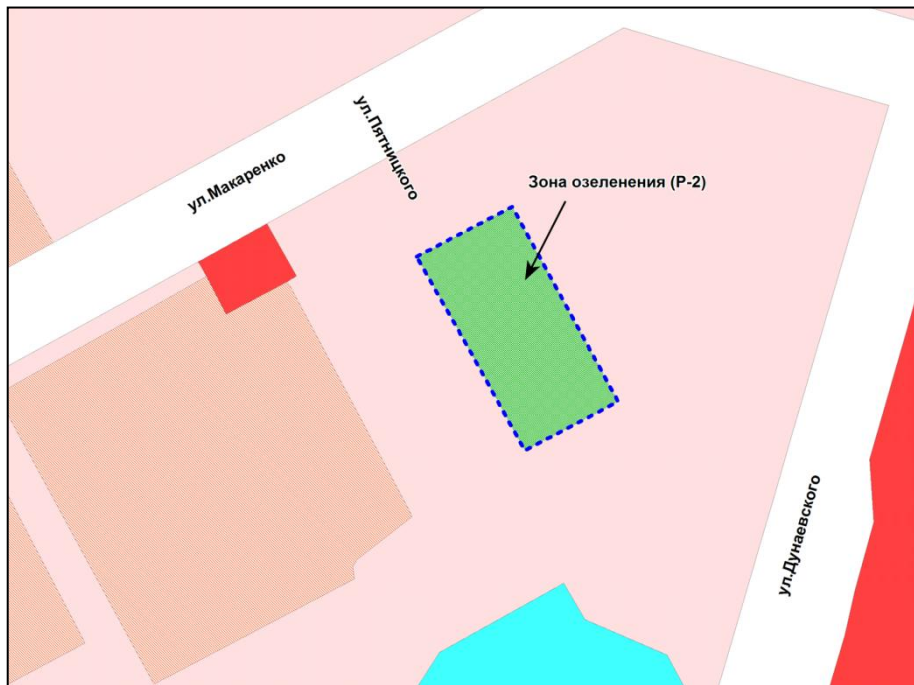 ул.Пятницкого
ул.Макаренко
Зона озеленения (Р-2)
ул.Дунаевского